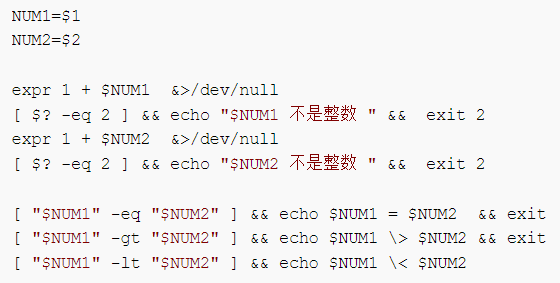 NUM1=$1
NUM2=$2
expr 1 + $NUM1  &>/dev/null
[ $? -eq 2 ] && echo "$NUM1 不是整数 " &&  exit 2
expr 1 + $NUM2  &>/dev/null
[ $? -eq 2 ] && echo "$NUM2 不是整数 " &&  exit 2
[ "$NUM1" -eq "$NUM2" ] && echo $NUM1 = $NUM2  && exit
[ "$NUM1" -gt "$NUM2" ] && echo $NUM1 \> $NUM2 && exit
[ "$NUM1" -lt "$NUM2" ] && echo $NUM1 \< $NUM2